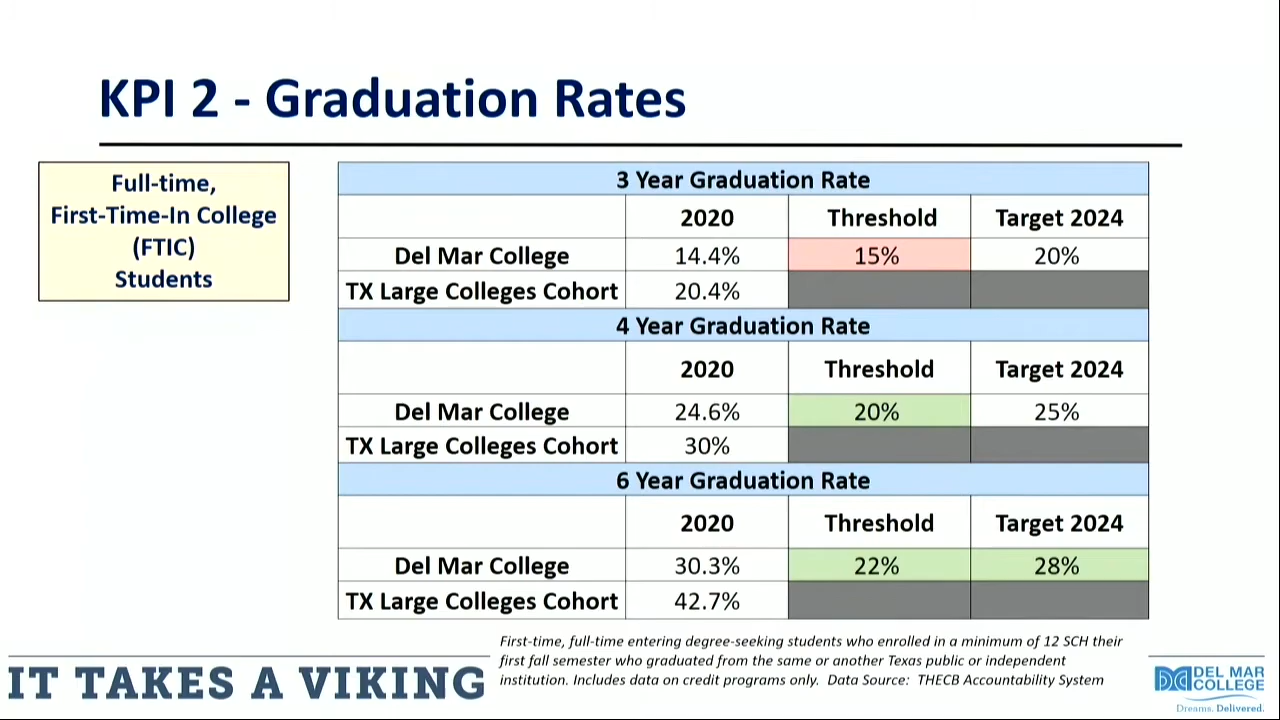 KPI 2 - Graduation Rates
Full-time,
First-Time-In College
(FTIC)
Students
3 Year Graduation Rate
2020 Threshold Target 2024
Del Mar College 14.4% 15% 20%
TX Large Colleges Cohort 20.4%
4 Year Graduation Rate
2020 Threshold Target 2024
Del Mar College 24.6% 20% 25%
TX Large Colleges Cohort 30%
6 Year Graduation Rate
2020 Threshold Target 2024
Del Mar College 30.3% 22% 28%
TX Large Colleges Cohort 42.7%
First-time, full-time entering degree-seeking students who enrolled in a minimum of 12 SCH their
first fall semester who graduated from the same or another Texas public or independent
institution. Includes data on credit programs only. Data Source: THECB Accountability System
IT TAKES A VIKING
DEL MAR
COLLEGE
Dreams. Delivered.